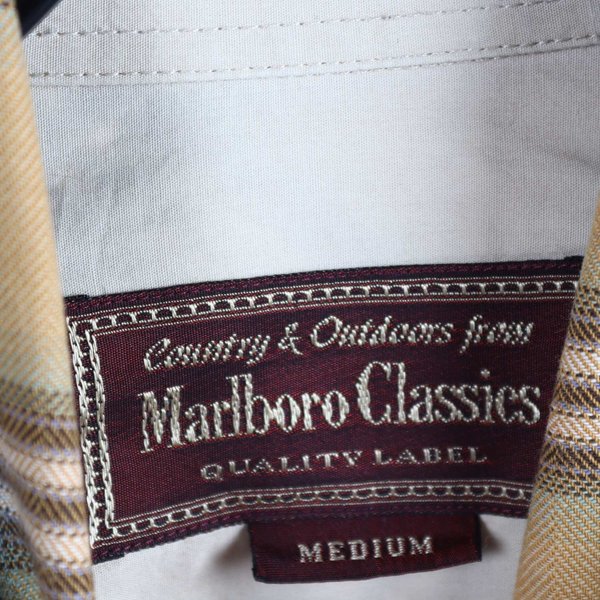 Country & Outdoors from
Marlboro Classics
QUALITY LABEL
MEDIUM